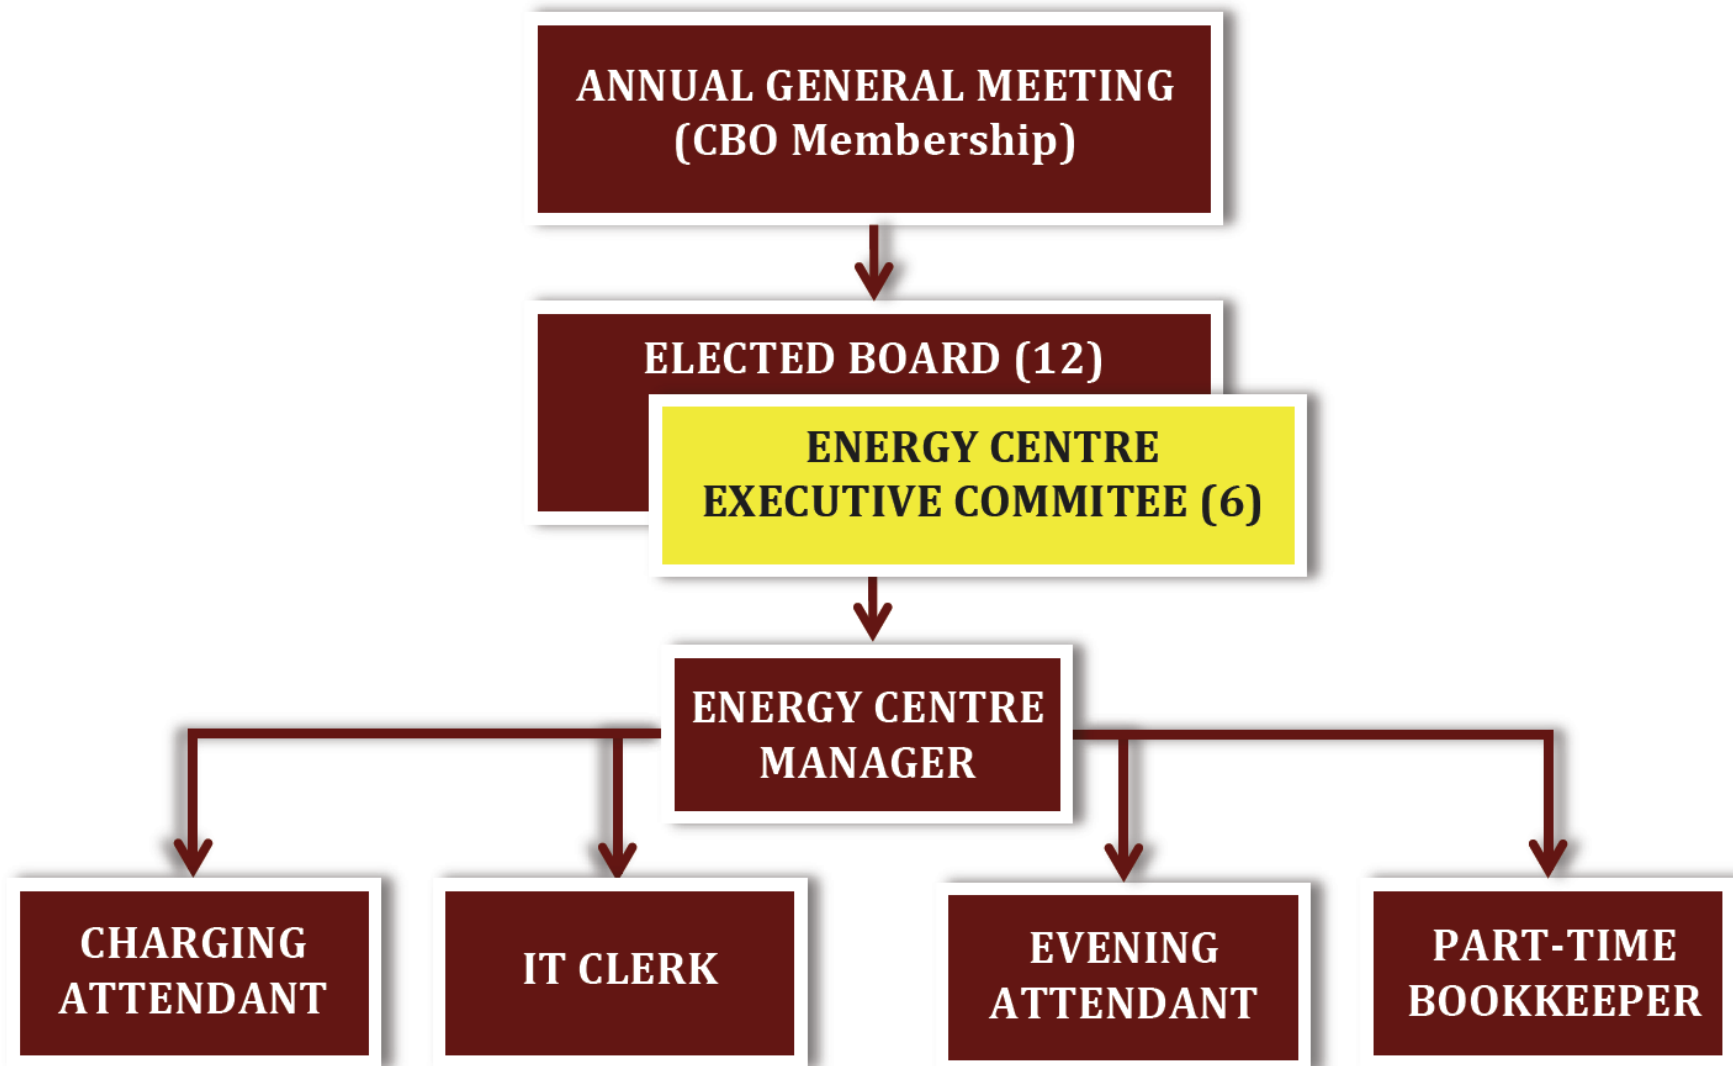 ANNUAL GENERAL MEETING
(CBO Membership)
ELECTED BOARD (12)
ENERGY CENTRE
EXECUTIVE COMMITEE (6)
ENERGY CENTRE
MANAGER
CHARGING
ATTENDANT
IT CLERK
EVENING
ATTENDANT
PART-TIME
BOOKKEEPER